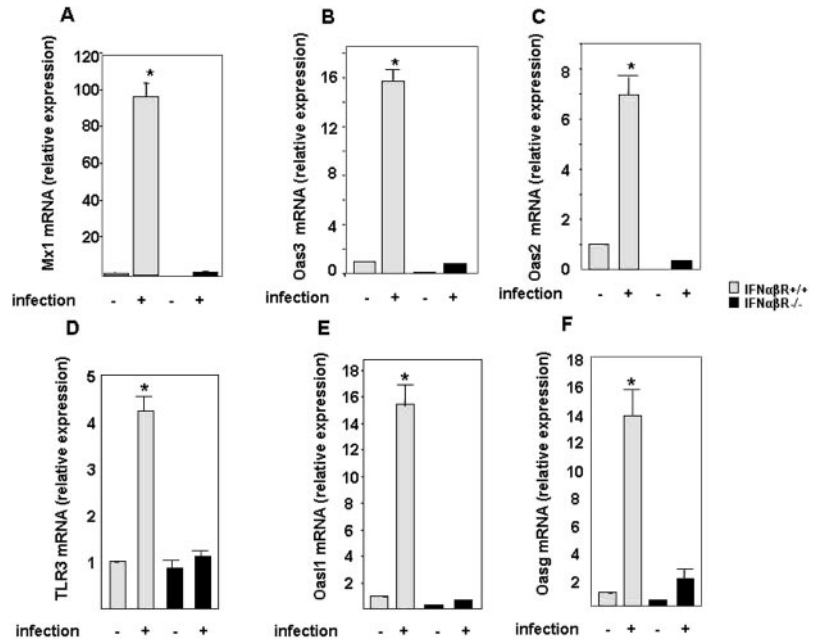 A
Mx1 mRNA (relative expression)
120
100
80
60
40
20
*
infection - + - +
B
Oas3 mRNA (relative expression)
16
12
8
4
0
*
- + - +
C
Oas2 mRNA (relative expression)
8
6
4
2
0
*
infection - + - +
IFNαβR+/+
IFNαβR-/-
D
TLR3 mRNA (relative expression)
5
4
3
2
1
*
infection - + - +
E
Oasl1 mRNA (relative expression)
18
16
14
12
10
8
6
4
2
*
infection - + - +
F
Oasg mRNA (relative expression)
18
16
14
12
10
8
6
4
2
*
infection - + - +